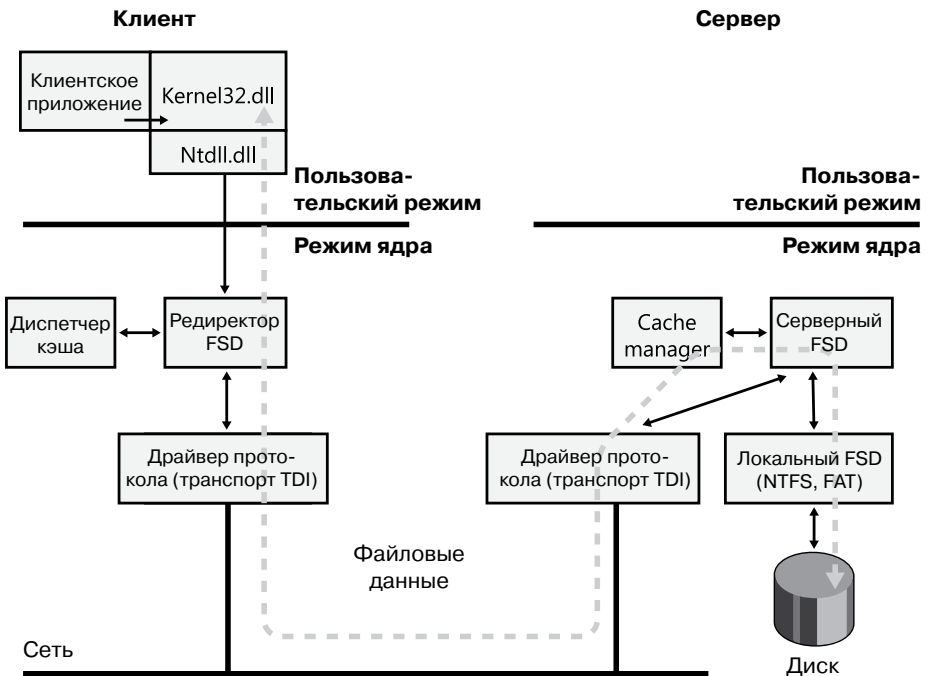 Клиент
Сервер
Клиентское
приложение
Kernel32.dll
Ntdll.dll
Пользова-
тельский режим
Режим ядра
Пользова-
тельский режим
Режим ядра
Диспетчер
кэша
Редиректор
FSD
Cache
manager
Серверный
FSD
Драйвер прото-
кола (транспорт TDI)
Драйвер прото-
кола (транспорт TDI)
Локальный FSD
(NTFS, FAT)
Файловые
данные
Сеть
Диск